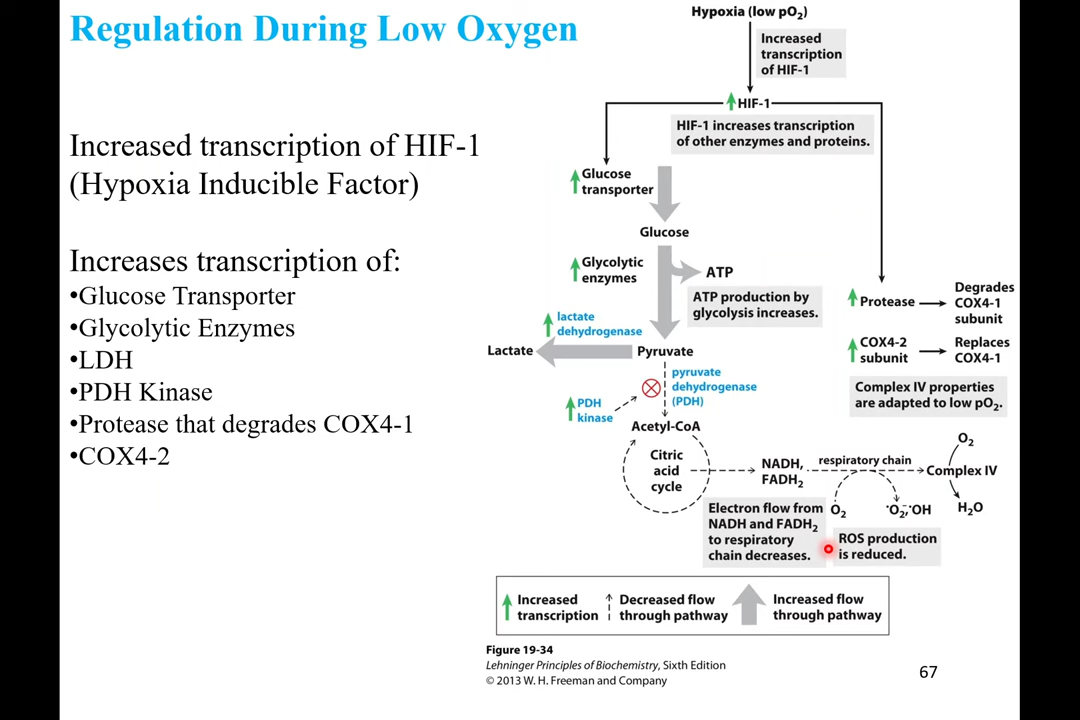 Regulation During Low Oxygen
Increased transcription of HIF-1
(Hypoxia Inducible Factor)
Increases transcription of:
•Glucose Transporter
•Glycolytic Enzymes
•LDH
•PDH Kinase
•Protease that degrades COX4-1
•COX4-2
Hypoxia (low pO₂)
Increased
transcription
of HIF-1
HIF-1
HIF-1 increases transcription
of other enzymes and proteins.
Glucose
transporter
Glucose
Glycolytic
enzymes
ATP
ATP production by
glycolysis increases.
lactate
dehydrogenase
Lactate
Pyruvate
pyruvate
dehydrogenase
(PDH)
PDH
kinase
Acetyl-CoA
Citric
acid
cycle
Protease
Degrades
COX4-1
subunit
COX4-2
subunit
Replaces
COX4-1
Complex IV properties
are adapted to low pO₂.
NADH,
FADH₂
respiratory chain
O₂
Complex IV
O₂
•O₂⁻,•OH
H₂O
Electron flow from
NADH and FADH₂
to respiratory
chain decreases.
ROS production
is reduced.
Increased
transcription
Decreased flow
through pathway
Increased flow
through pathway
Figure 19-34
Lehninger Principles of Biochemistry, Sixth Edition
© 2013 W. H. Freeman and Company
67